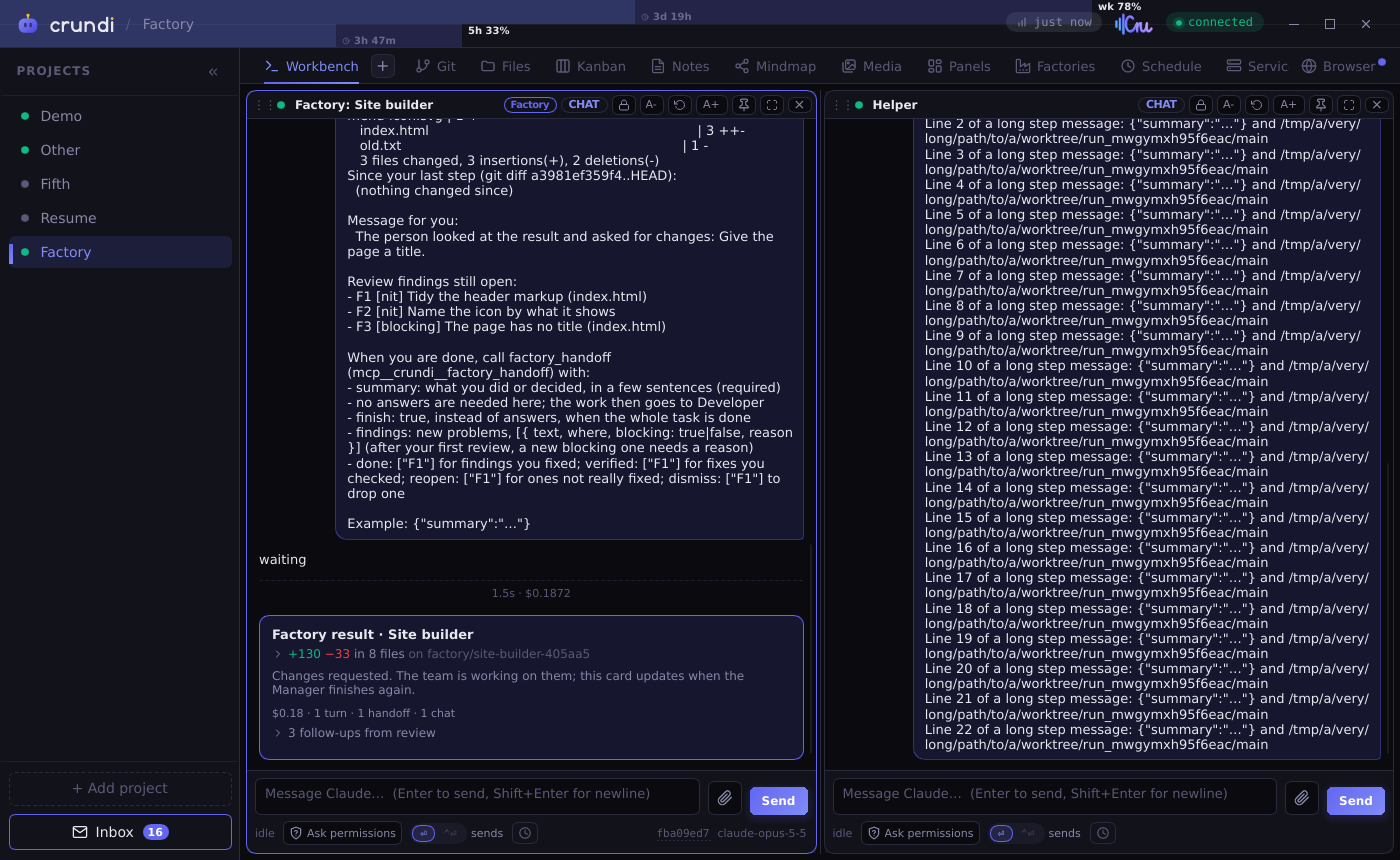 crundi / Factory
3d 19h
3h 47m
5h 33%
just now
wk 78%
Cru
connected
PROJECTS «
Demo
Other
Fifth
Resume
Factory
+ Add project
Inbox 16
Workbench + Git Files Kanban Notes Mindmap Media Panels Factories Schedule Servic Browser
Factory: Site builder Factory CHAT A- A+
index.html | 3 ++-
old.txt | 1 -
3 files changed, 3 insertions(+), 2 deletions(-)
Since your last step (git diff a3981ef359f4..HEAD):
(nothing changed since)
Message for you:
The person looked at the result and asked for changes: Give the
page a title.
Review findings still open:
- F1 [nit] Tidy the header markup (index.html)
- F2 [nit] Name the icon by what it shows
- F3 [blocking] The page has no title (index.html)
When you are done, call factory_handoff
(mcp__crundi__factory_handoff) with:
- summary: what you did or decided, in a few sentences (required)
- no answers are needed here; the work then goes to Developer
- finish: true, instead of answers, when the whole task is done
- findings: new problems, [{ text, where, blocking: true|false, reason
}] (after your first review, a new blocking one needs a reason)
- done: ["F1"] for findings you fixed; verified: ["F1"] for fixes you
checked; reopen: ["F1"] for ones not really fixed; dismiss: ["F1"] to
drop one
Example: {"summary":"…"}
waiting
1.5s · $0.1872
Factory result · Site builder
+130 −33 in 8 files on factory/site-builder-405aa5
Changes requested. The team is working on them; this card updates when the
Manager finishes again.
$0.18 · 1 turn · 1 handoff · 1 chat
3 follow-ups from review
Message Claude… (Enter to send, Shift+Enter for newline)
Send
idle Ask permissions sends fba09ed7 claude-opus-5-5
Helper CHAT A- A+
Line 2 of a long step message: {"summary":"…"} and /tmp/a/very/
long/path/to/a/worktree/run_mwgymxh95f6eac/main
Line 3 of a long step message: {"summary":"…"} and /tmp/a/very/
long/path/to/a/worktree/run_mwgymxh95f6eac/main
Line 4 of a long step message: {"summary":"…"} and /tmp/a/very/
long/path/to/a/worktree/run_mwgymxh95f6eac/main
Line 5 of a long step message: {"summary":"…"} and /tmp/a/very/
long/path/to/a/worktree/run_mwgymxh95f6eac/main
Line 6 of a long step message: {"summary":"…"} and /tmp/a/very/
long/path/to/a/worktree/run_mwgymxh95f6eac/main
Line 7 of a long step message: {"summary":"…"} and /tmp/a/very/
long/path/to/a/worktree/run_mwgymxh95f6eac/main
Line 8 of a long step message: {"summary":"…"} and /tmp/a/very/
long/path/to/a/worktree/run_mwgymxh95f6eac/main
Line 9 of a long step message: {"summary":"…"} and /tmp/a/very/
long/path/to/a/worktree/run_mwgymxh95f6eac/main
Line 10 of a long step message: {"summary":"…"} and /tmp/a/very/
long/path/to/a/worktree/run_mwgymxh95f6eac/main
Line 11 of a long step message: {"summary":"…"} and /tmp/a/very/
long/path/to/a/worktree/run_mwgymxh95f6eac/main
Line 12 of a long step message: {"summary":"…"} and /tmp/a/very/
long/path/to/a/worktree/run_mwgymxh95f6eac/main
Line 13 of a long step message: {"summary":"…"} and /tmp/a/very/
long/path/to/a/worktree/run_mwgymxh95f6eac/main
Line 14 of a long step message: {"summary":"…"} and /tmp/a/very/
long/path/to/a/worktree/run_mwgymxh95f6eac/main
Line 15 of a long step message: {"summary":"…"} and /tmp/a/very/
long/path/to/a/worktree/run_mwgymxh95f6eac/main
Line 16 of a long step message: {"summary":"…"} and /tmp/a/very/
long/path/to/a/worktree/run_mwgymxh95f6eac/main
Line 17 of a long step message: {"summary":"…"} and /tmp/a/very/
long/path/to/a/worktree/run_mwgymxh95f6eac/main
Line 18 of a long step message: {"summary":"…"} and /tmp/a/very/
long/path/to/a/worktree/run_mwgymxh95f6eac/main
Line 19 of a long step message: {"summary":"…"} and /tmp/a/very/
long/path/to/a/worktree/run_mwgymxh95f6eac/main
Line 20 of a long step message: {"summary":"…"} and /tmp/a/very/
long/path/to/a/worktree/run_mwgymxh95f6eac/main
Line 21 of a long step message: {"summary":"…"} and /tmp/a/very/
long/path/to/a/worktree/run_mwgymxh95f6eac/main
Line 22 of a long step message: {"summary":"…"} and /tmp/a/very/
long/path/to/a/worktree/run_mwgymxh95f6eac/main
Message Claude… (Enter to send, Shift+Enter for newline)
Send
idle Ask permissions sends